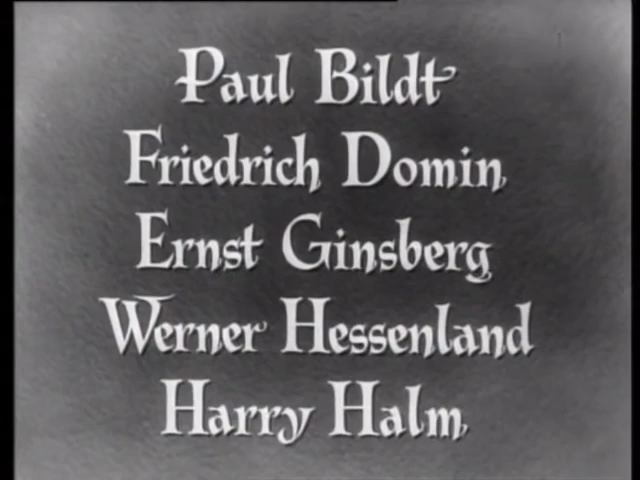 Paul Bildt
Friedrich Domin
Ernst Ginsberg
Werner Hessenland
Harry Halm